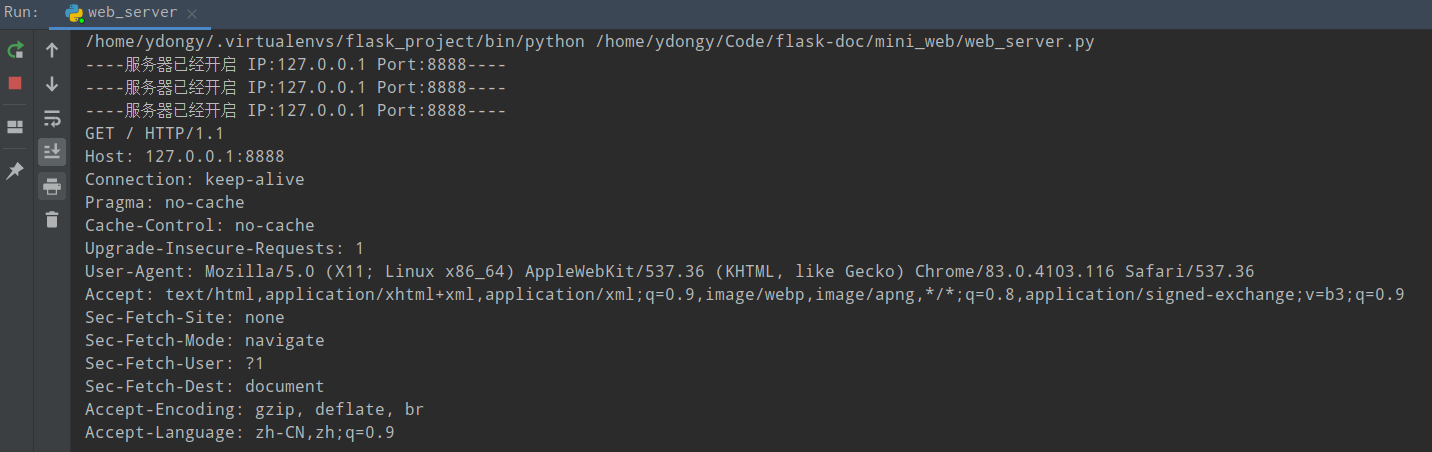 Run: web_server
/home/ydongy/.virtualenvs/flask_project/bin/python /home/ydongy/Code/flask-doc/mini_web/web_server.py
----服务器已经开启 IP:127.0.0.1 Port:8888----
----服务器已经开启 IP:127.0.0.1 Port:8888----
----服务器已经开启 IP:127.0.0.1 Port:8888----
GET / HTTP/1.1
Host: 127.0.0.1:8888
Connection: keep-alive
Pragma: no-cache
Cache-Control: no-cache
Upgrade-Insecure-Requests: 1
User-Agent: Mozilla/5.0 (X11; Linux x86_64) AppleWebKit/537.36 (KHTML, like Gecko) Chrome/83.0.4103.116 Safari/537.36
Accept: text/html,application/xhtml+xml,application/xml;q=0.9,image/webp,image/apng,*/*;q=0.8,application/signed-exchange;v=b3;q=0.9
Sec-Fetch-Site: none
Sec-Fetch-Mode: navigate
Sec-Fetch-User: ?1
Sec-Fetch-Dest: document
Accept-Encoding: gzip, deflate, br
Accept-Language: zh-CN,zh;q=0.9